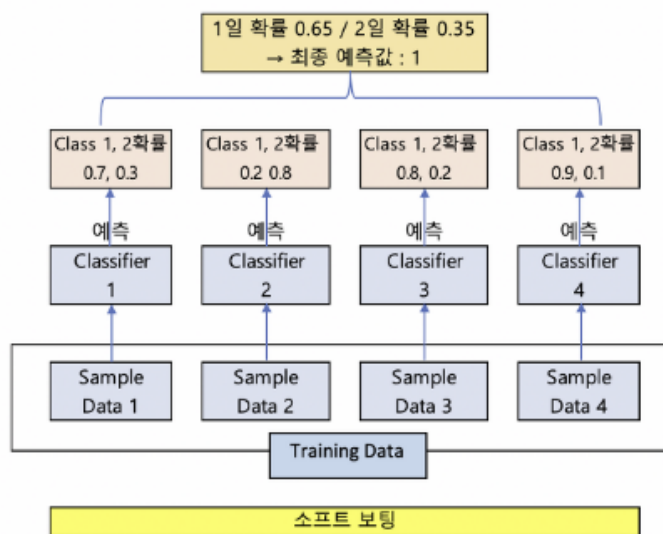 1일 확률 0.65 / 2일 확률 0.35
→ 최종 예측값 : 1
Class 1, 2확률
0.7, 0.3
Class 1, 2확률
0.2 0.8
Class 1, 2확률
0.8, 0.2
Class 1, 2확률
0.9, 0.1
예측
예측
예측
예측
Classifier
1
Classifier
2
Classifier
3
Classifier
4
Sample
Data 1
Sample
Data 2
Sample
Data 3
Sample
Data 4
Training Data
소프트 보팅